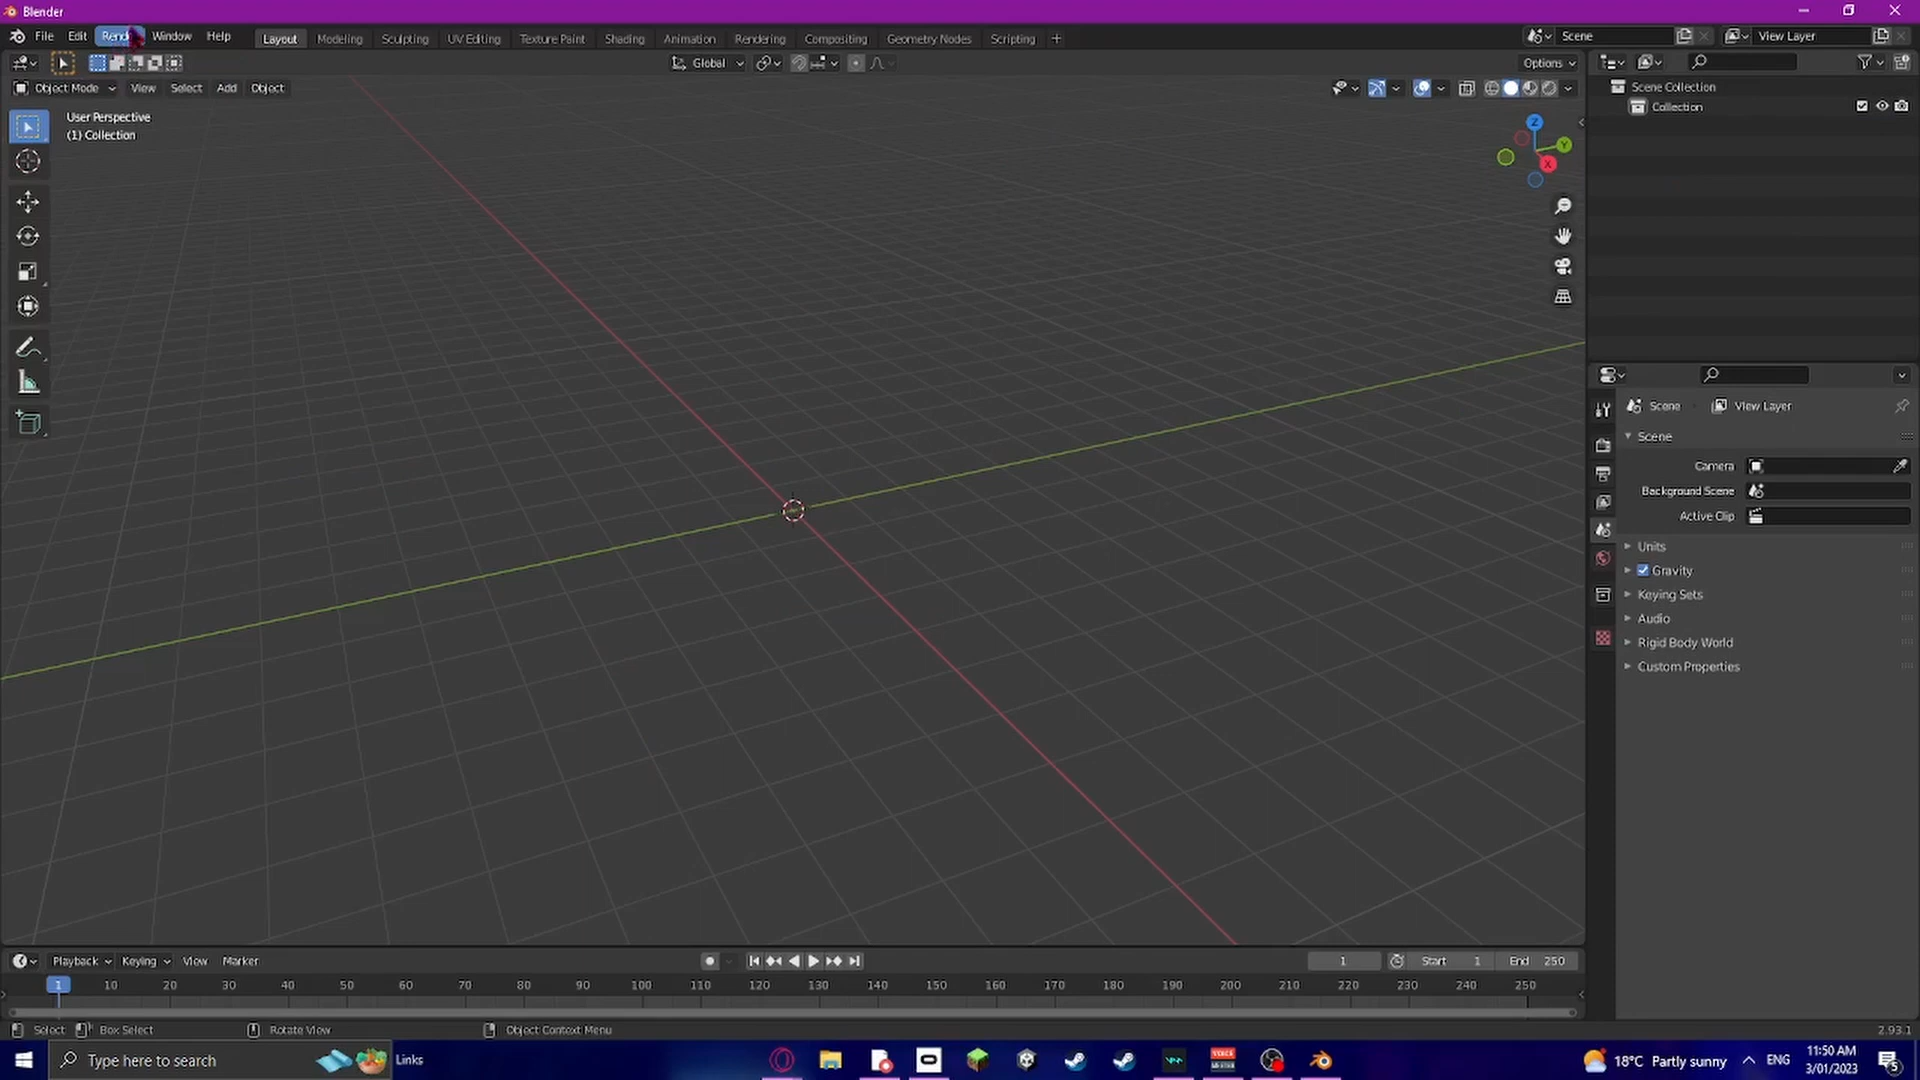 Blender
File Edit Render Window Help Layout Modeling Sculpting UV Editing Texture Paint Shading Animation Rendering Compositing Geometry Nodes Scripting + Scene View Layer
Global Options
Object Mode View Select Add Object
User Perspective
(1) Collection
Z
Y
X
Scene Collection
Collection
Scene View Layer
Scene
Camera
Background Scene
Active Clip
Units
Gravity
Keying Sets
Audio
Rigid Body World
Custom Properties
Playback Keying View Marker 1 Start 1 End 250
1 10 20 30 40 50 60 70 80 90 100 110 120 130 140 150 160 170 180 190 200 210 220 230 240 250
Select Box Select Rotate View Object Context Menu 2.93.1
Type here to search Links 18°C Partly sunny ENG
11:50 AM
3/01/2023
5